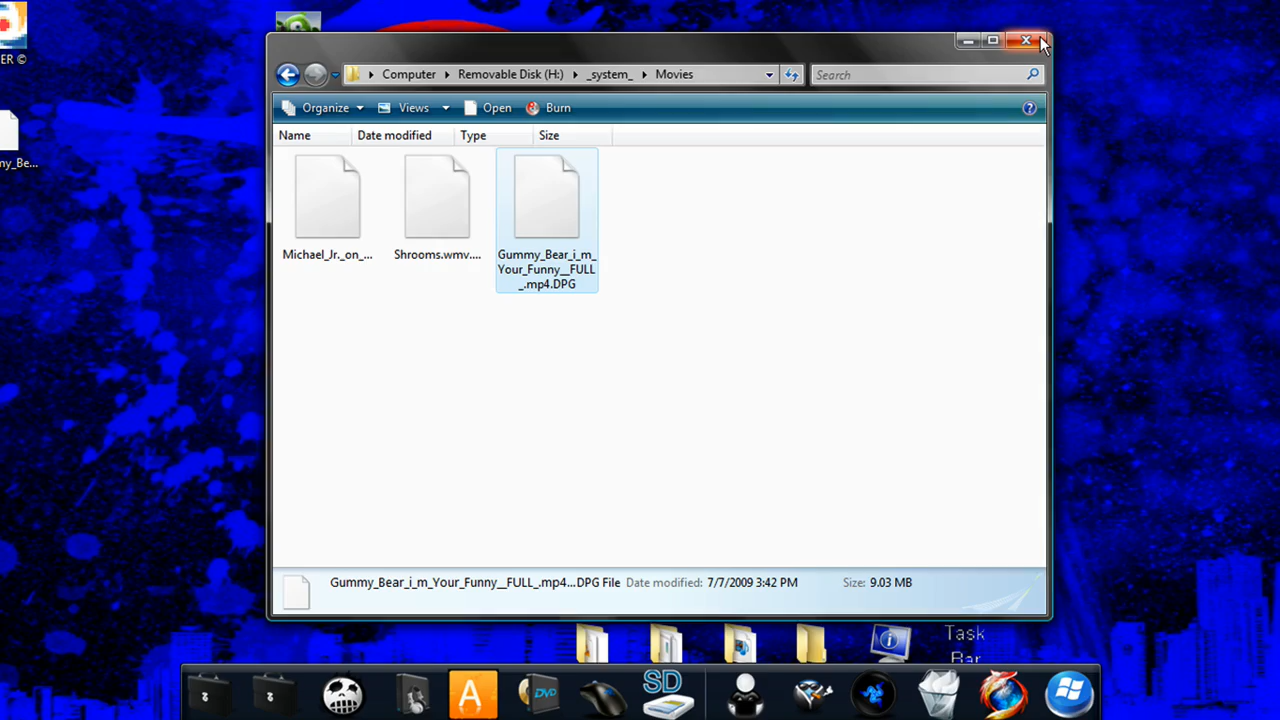 ER ©
my_Be...
Computer
Removable Disk (H:)
_system_
Movies
Search
Organize
Views
Open
Burn
Name
Date modified
Type
Size
Michael_Jr._on_...
Shrooms.wmv....
Gummy_Bear_i_m_
Your_Funny__FULL
_.mp4.DPG
Gummy_Bear_i_m_Your_Funny__FULL_.mp4...DPG File Date modified: 7/7/2009 3:42 PM Size: 9.03 MB
Task
Bar
A
DVD
SD